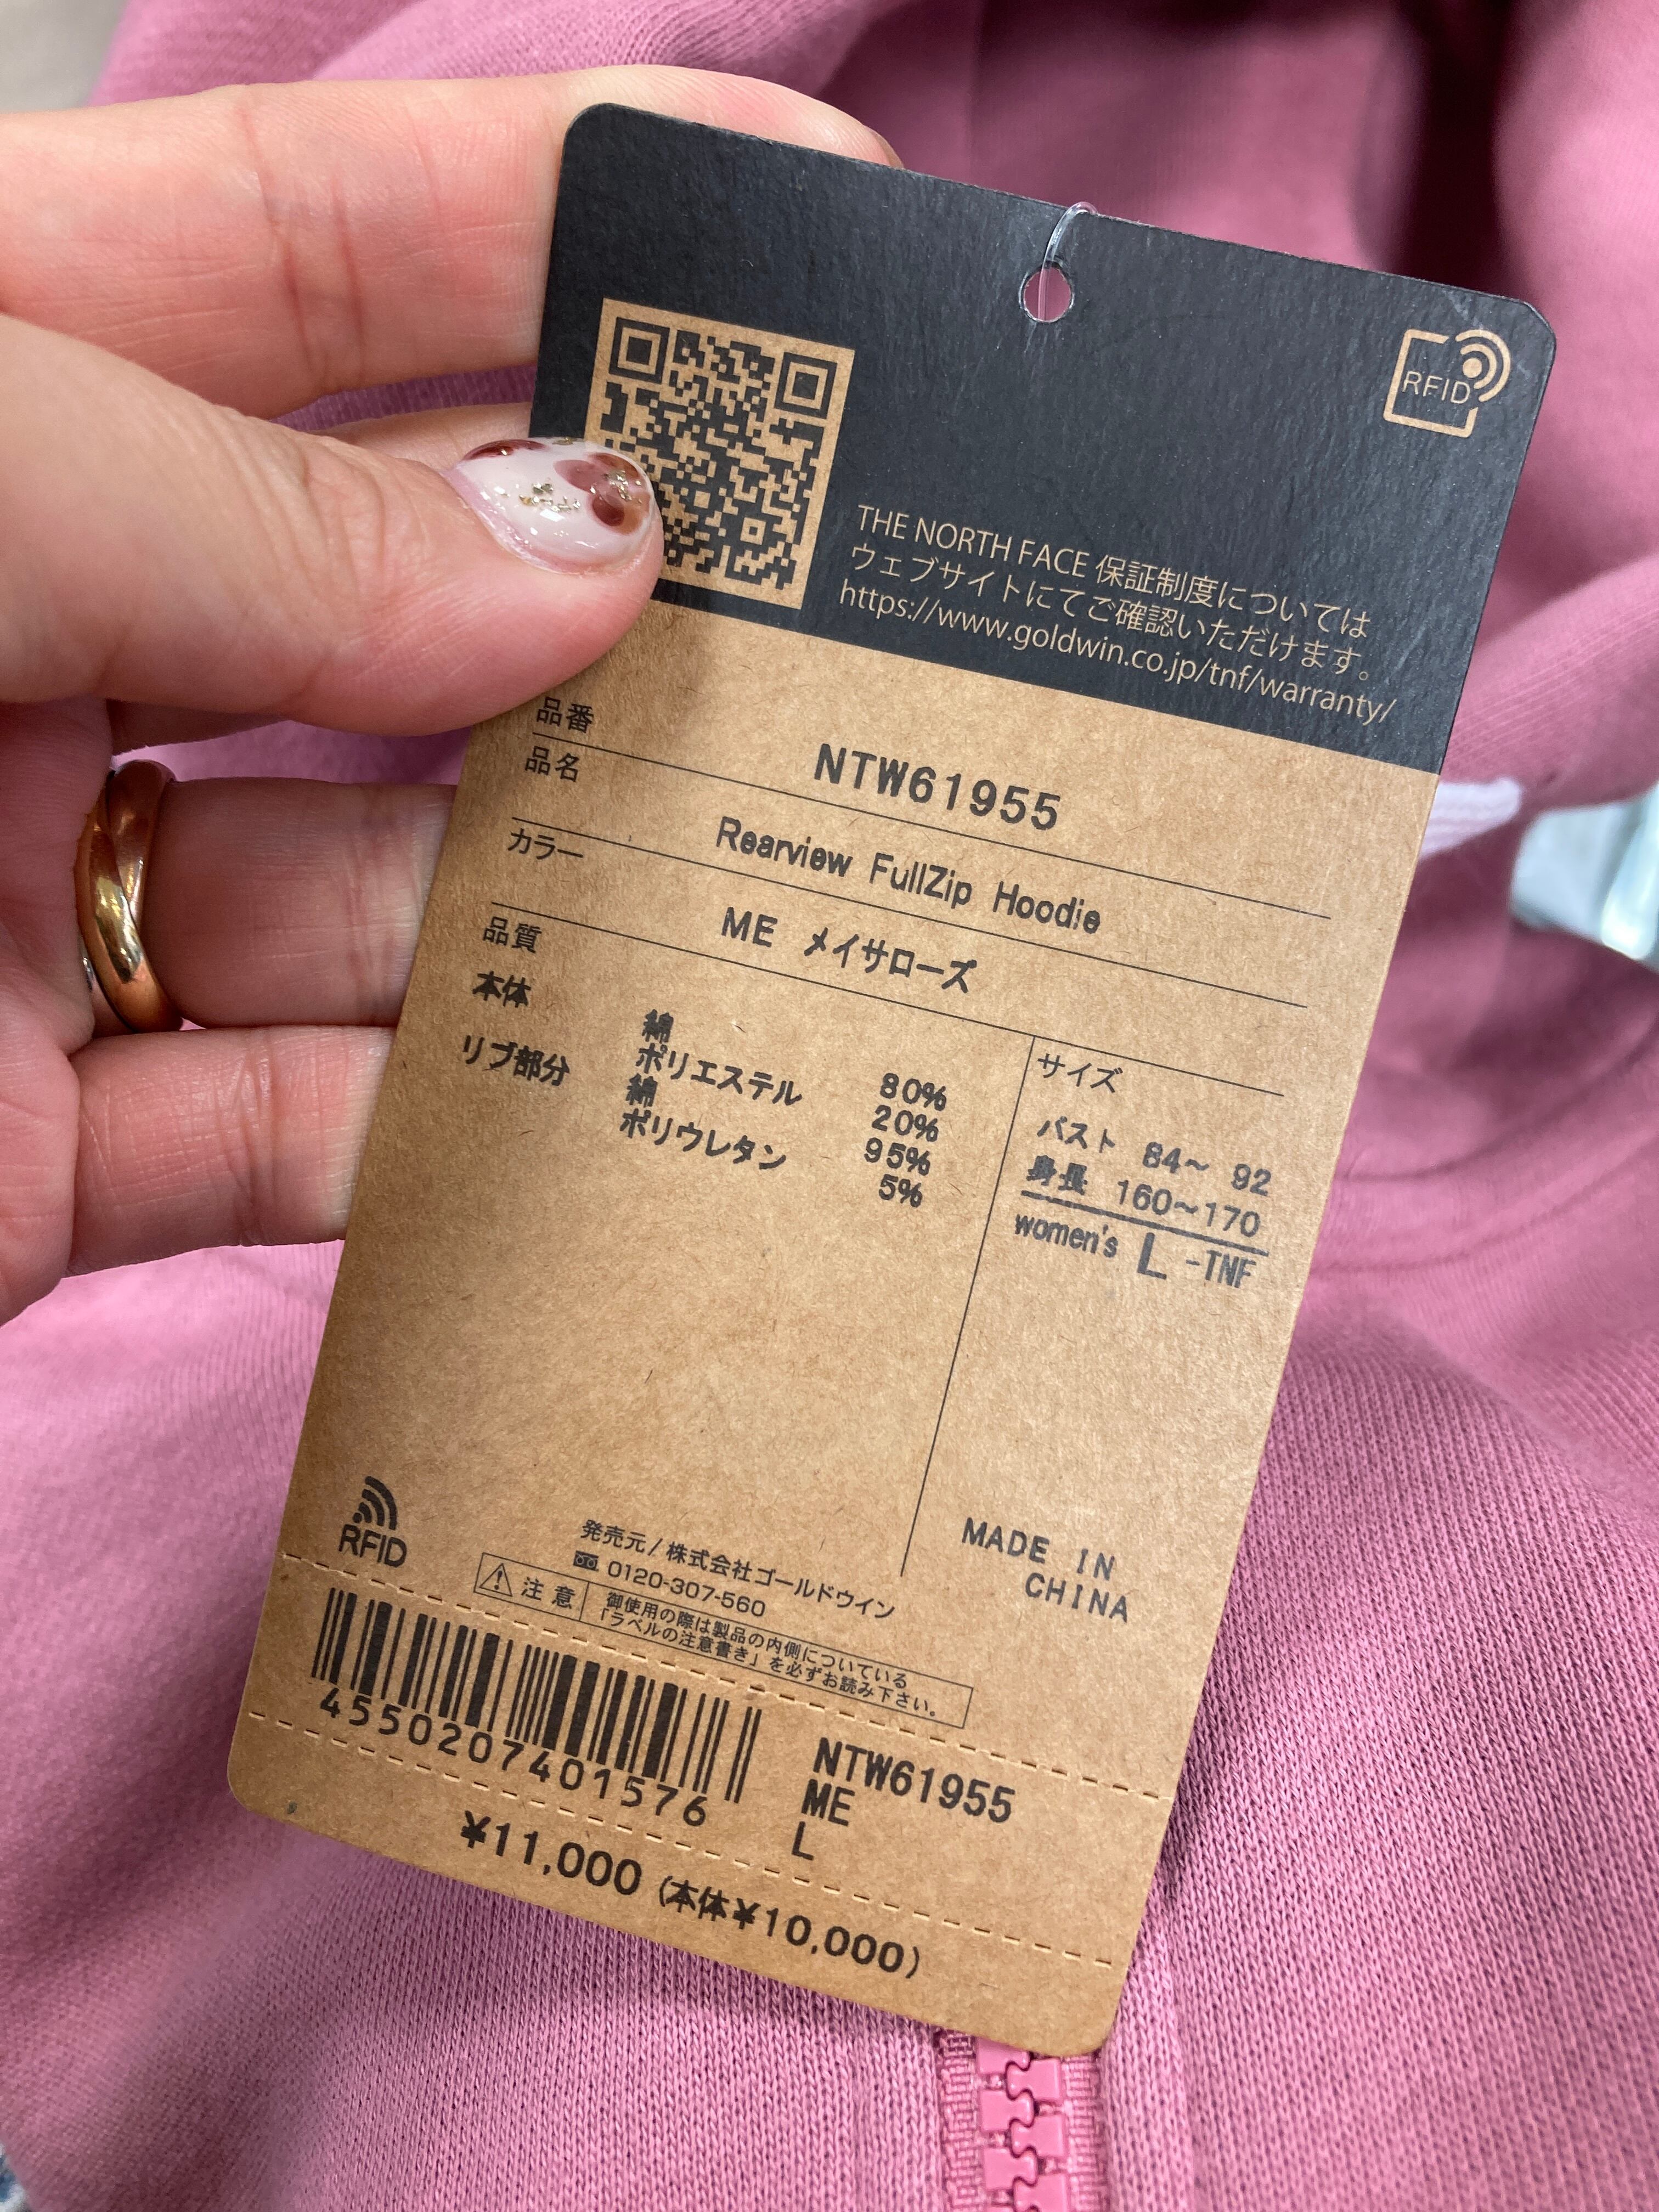 RFID
THE NORTH FACE 保証制度については
ウェブサイトにてご確認いただけます。
https://www.goldwin.co.jp/tnf/warranty/
品番 NTW61955
品名 Rearview FullZip Hoodie
カラー ME メイサローズ
品質
本体 綿 80%
ポリエステル 20%
リブ部分 綿 95%
ポリウレタン 5%
サイズ
バスト 84〜 92
身長 160〜170
women's L -TNF
MADE IN
CHINA
RFID
発売元/株式会社ゴールドウイン
0120-307-560
注意 御使用の際は製品の内側についている
「ラベルの注意書き」を必ずお読み下さい。
4550207401576
NTW61955
ME
L
¥11,000 (本体¥10,000)